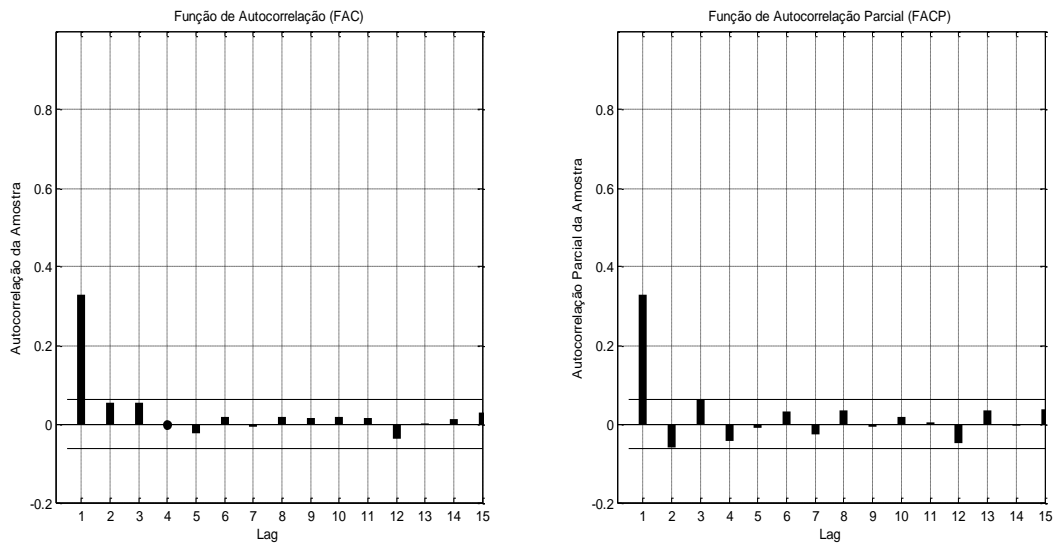 Função de Autocorrelação (FAC)
Autocorrelação da Amostra
0.8
0.6
0.4
0.2
0
-0.2
1 2 3 4 5 6 7 8 9 10 11 12 13 14 15
Lag
Função de Autocorrelação Parcial (FACP)
Autocorrelação Parcial da Amostra
0.8
0.6
0.4
0.2
0
-0.2
1 2 3 4 5 6 7 8 9 10 11 12 13 14 15
Lag